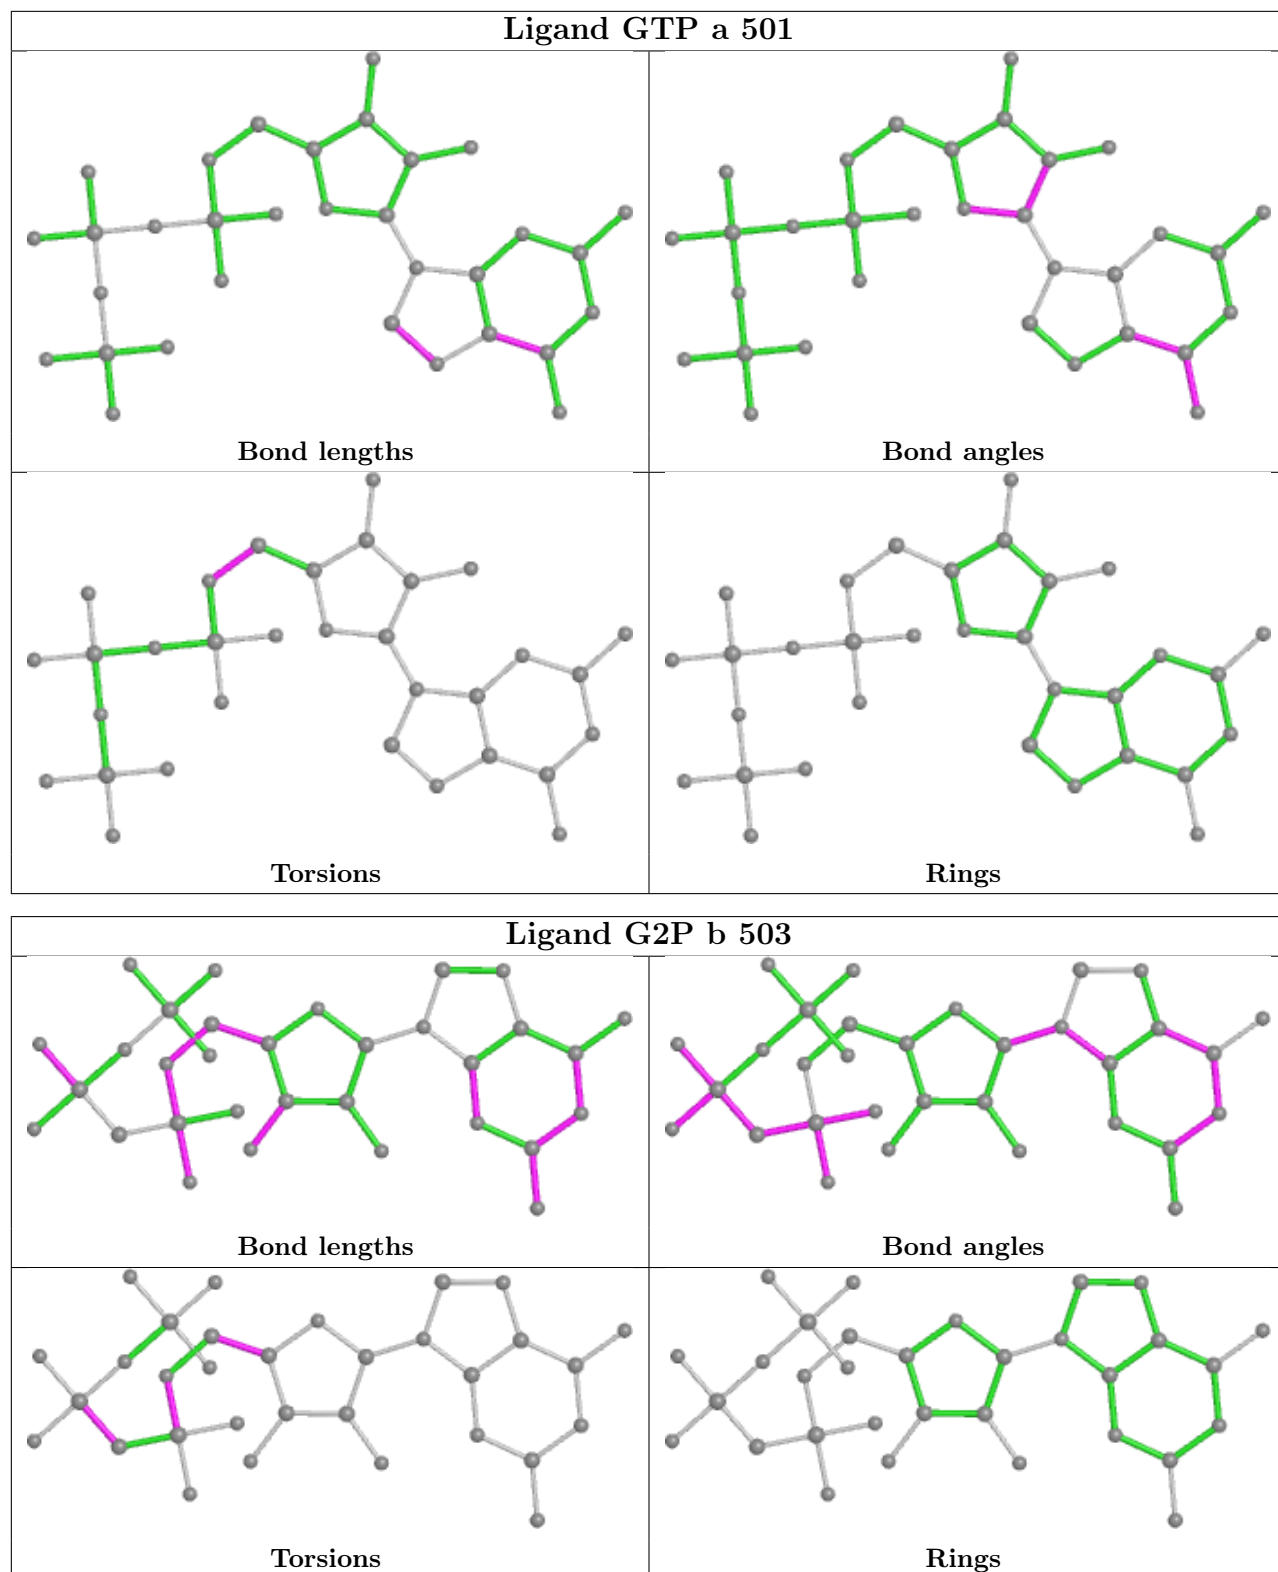 Ligand GTP a 501
Bond lengths
Bond angles
Torsions
Rings
Ligand G2P b 503
Bond lengths
Bond angles
Torsions
Rings